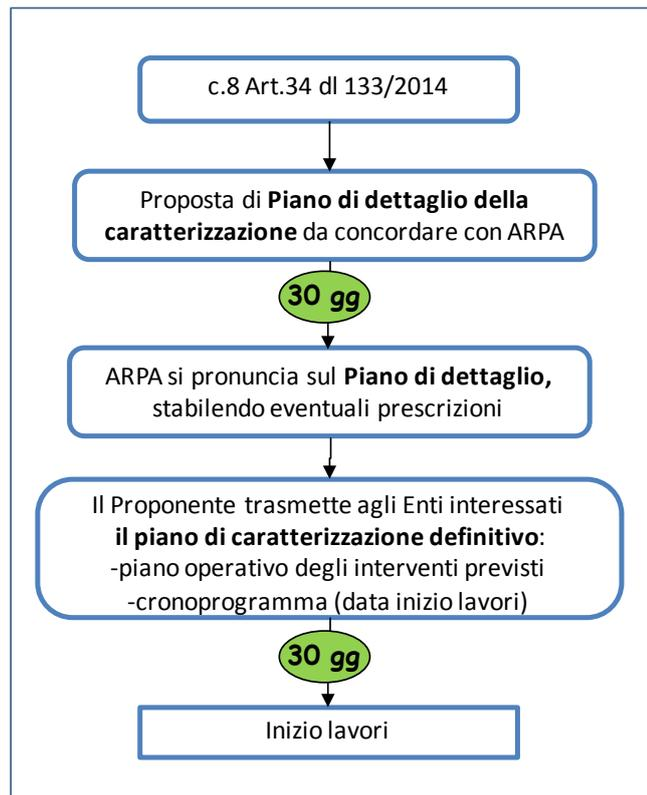 c.8 Art.34 dl 133/2014
Proposta di Piano di dettaglio della
caratterizzazione da concordare con ARPA
30 gg
ARPA si pronuncia sul Piano di dettaglio,
stabilendo eventuali prescrizioni
Il Proponente trasmette agli Enti interessati
il piano di caratterizzazione definitivo:
-piano operativo degli interventi previsti
-cronoprogramma (data inizio lavori)
30 gg
Inizio lavori